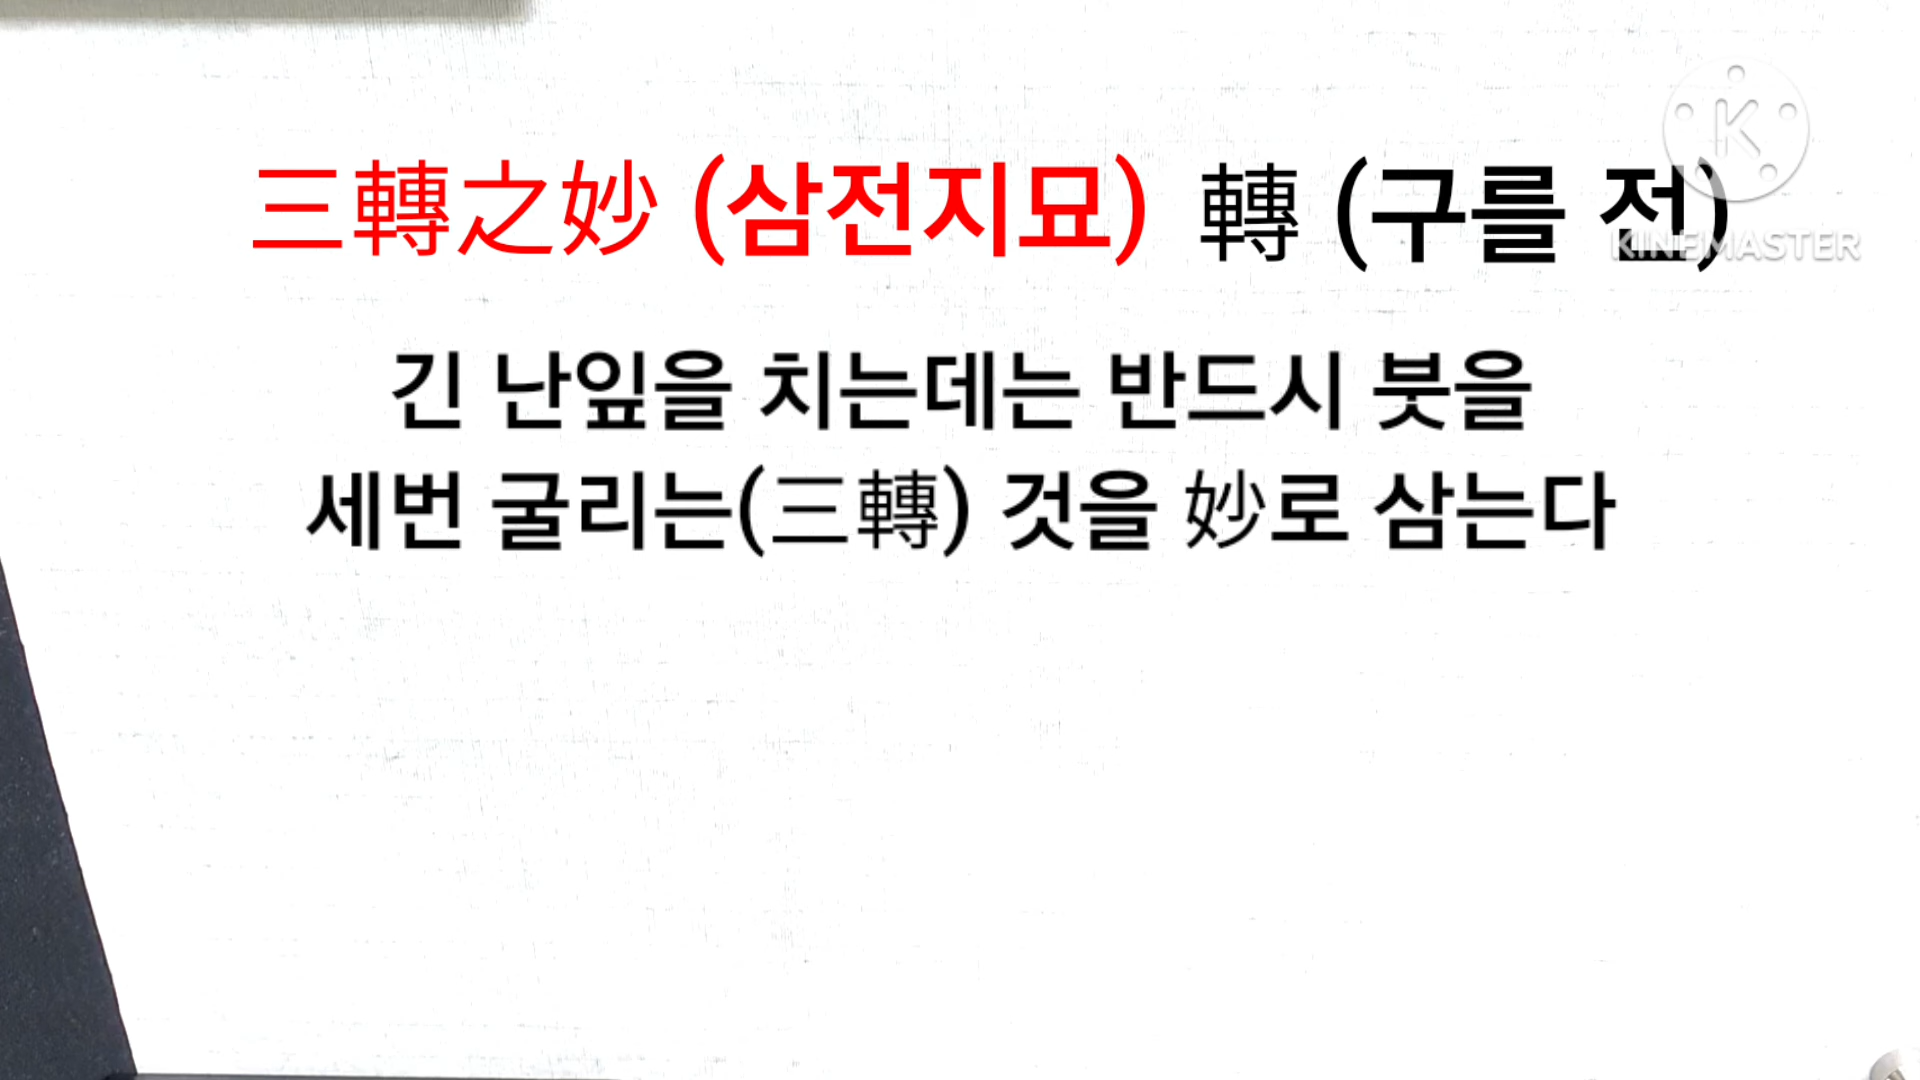 三轉之妙 (삼전지묘) 轉 (구를 전)
KINEMASTER
긴 난잎을 치는데는 반드시 붓을
세번 굴리는(三轉) 것을 妙로 삼는다